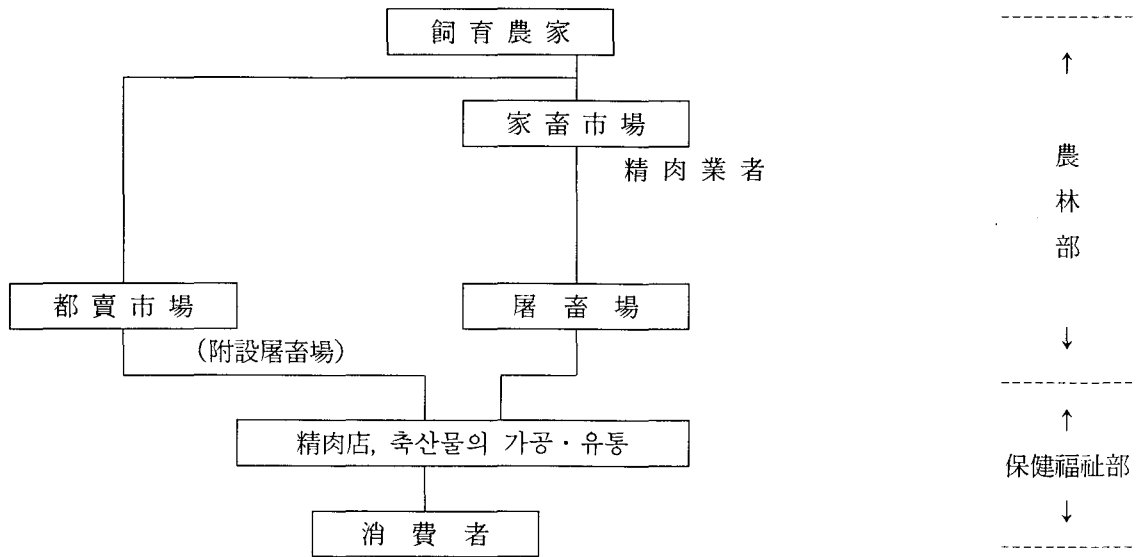 飼育農家
家畜市場
精肉業者
都賣市場
屠畜場
(附設屠畜場)
精肉店, 축산물의 가공·유통
消費者
↑
農
林
部
↓
↑
保健福祉部
↓